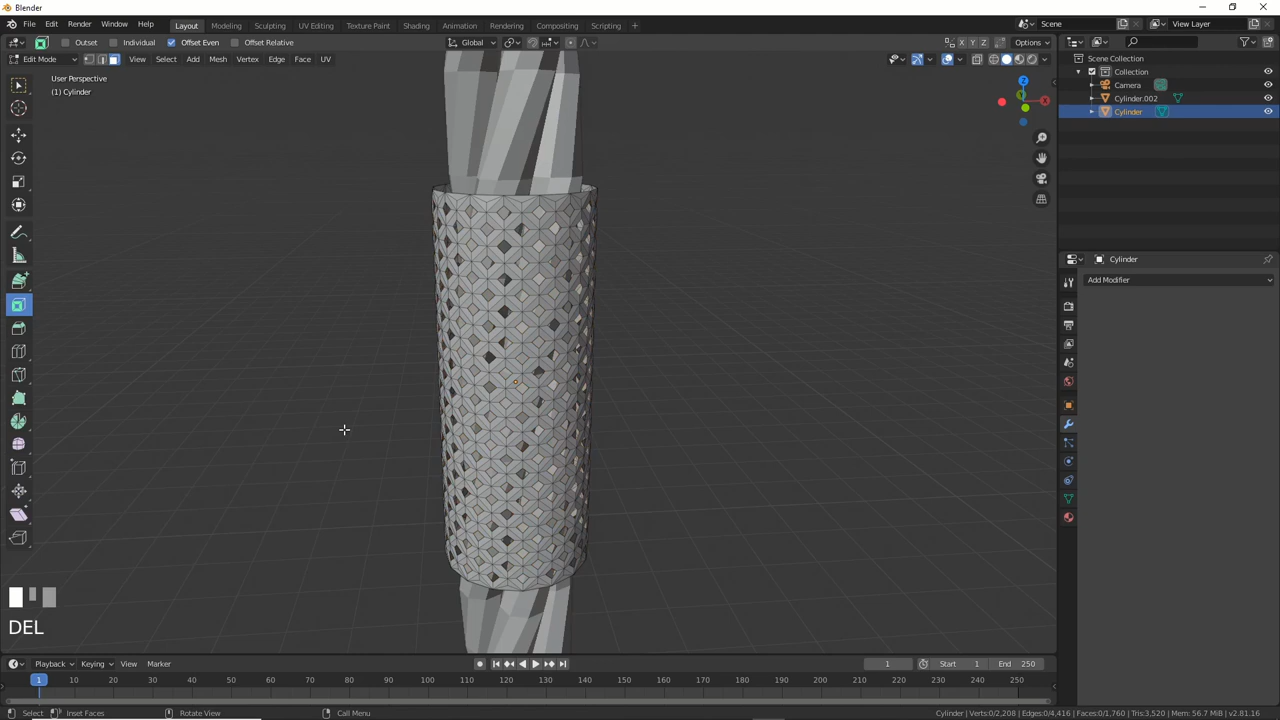 Blender
File Edit Render Window Help
Layout Modeling Sculpting UV Editing Texture Paint Shading Animation Rendering Compositing Scripting +
Scene
View Layer
Outset Individual Offset Even Offset Relative
Global
X Y Z Options
Edit Mode View Select Add Mesh Vertex Edge Face UV
User Perspective
(1) Cylinder
Z
X
Y
Scene Collection
Collection
Camera
Cylinder.002
Cylinder
Cylinder
Add Modifier
DEL
Playback Keying View Marker
1 Start 1 End 250
1 10 20 30 40 50 60 70 80 90 100 110 120 130 140 150 160 170 180 190 200 210 220 230 240 250
Select Inset Faces Rotate View Call Menu
Cylinder | Verts:0/2,208 | Edges:0/4,416 | Faces:0/1,760 | Tris:3,520 | Mem: 56.7 MiB | v2.81.16